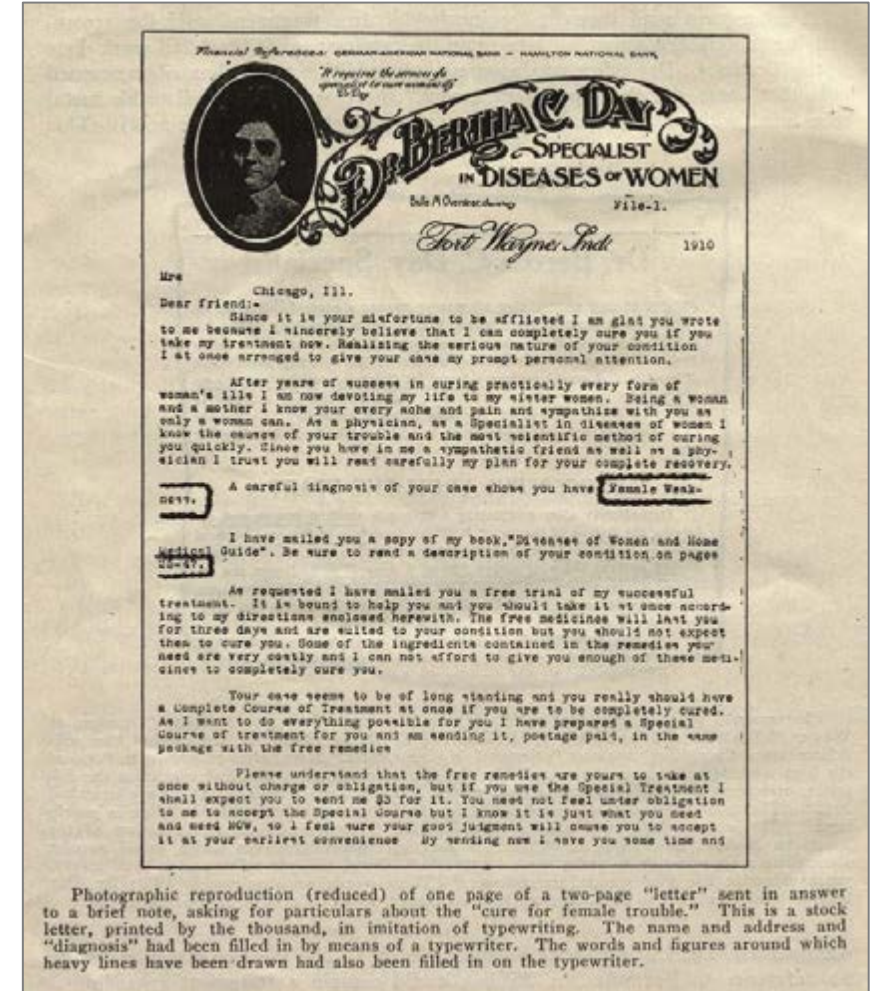 Financial References: GERMAN-AMERICAN NATIONAL BANK — HAMILTON NATIONAL BANK,
"It requires the services of a
specialist to cure women's ills"
Dr Day
Dr. BERTHA C. DAY
SPECIALIST
IN DISEASES OF WOMEN
File-1.
Fort Wayne, Ind. 1910
Mrs
Chicago, Ill.
Dear friend:-
Since it is your misfortune to be afflicted I am glad you wrote
to me because I sincerely believe that I can completely cure you if you
take my treatment now. Realizing the serious nature of your condition
I at once arranged to give your case my prompt personal attention.
After years of success in curing practically every form of
woman's ills I am now devoting my life to my sister women. Being a woman
and a mother I know your every ache and pain and sympathize with you as
only a woman can. As a physician, as a Specialist in diseases of women I
know the causes of your trouble and the most scientific method of curing
you quickly. Since you have in me a sympathetic friend as well as a phy-
sician I trust you will read carefully my plan for your complete recovery.
A careful diagnosis of your case shows you have Female Weak-
ness.
I have mailed you a copy of my book,"Diseases of Women and Home
Medical Guide". Be sure to read a description of your condition on pages
As requested I have mailed you a free trial of my successful
treatment. It is bound to help you and you should take it at once accord-
ing to my directions enclosed herewith. The free medicines will last you
for three days and are suited to your condition but you should not expect
them to cure you. Some of the ingredients contained in the remedies your
need are very costly and I can not afford to give you enough of these medi-
cines to completely cure you.
Your case seems to be of long standing and you really should have
a Complete Course of Treatment at once if you are to be completely cured.
As I want to do everything possible for you I have prepared a Special
Course of treatment for you and am sending it, postage paid, in the same
package with the free remedies
Please understand that the free remedies are yours to take at
once without charge or obligation, but if you use the Special Treatment I
shall expect you to send me $3 for it. You need not feel under obligation
to me to accept the Special Course but I know it is just what you need
and need NOW, so I feel sure your good judgment will cause you to accept
it at your earliest convenience By sending now I save you some time and
Photographic reproduction (reduced) of one page of a two-page "letter" sent in answer
to a brief note, asking for particulars about the "cure for female trouble." This is a stock
letter, printed by the thousand, in imitation of typewriting. The name and address and
"diagnosis" had been filled in by means of a typewriter. The words and figures around which
heavy lines have been drawn had also been filled in on the typewriter.